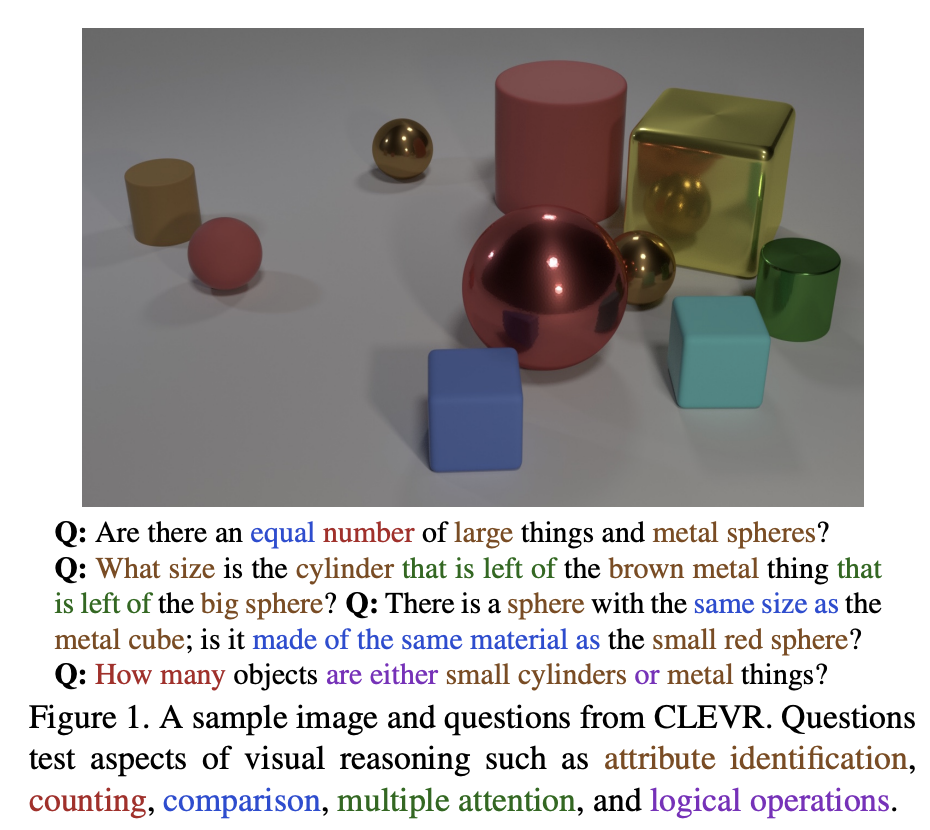 Q: Are there an equal number of large things and metal spheres?
Q: What size is the cylinder that is left of the brown metal thing that
is left of the big sphere? Q: There is a sphere with the same size as the
metal cube; is it made of the same material as the small red sphere?
Q: How many objects are either small cylinders or metal things?
Figure 1. A sample image and questions from CLEVR. Questions
test aspects of visual reasoning such as attribute identification,
counting, comparison, multiple attention, and logical operations.